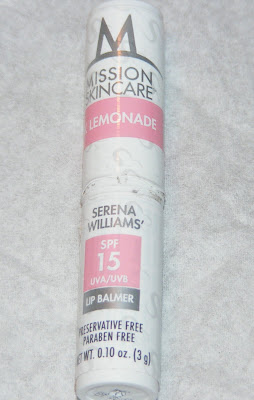 M
MISSION
SKINCARE
LEMONADE
SERENA
WILLIAMS'
SPF
15
UVA/UVB
LIP BALMER
PRESERVATIVE FREE
PARABEN FREE
NET WT. 0.10 oz. (3 g)